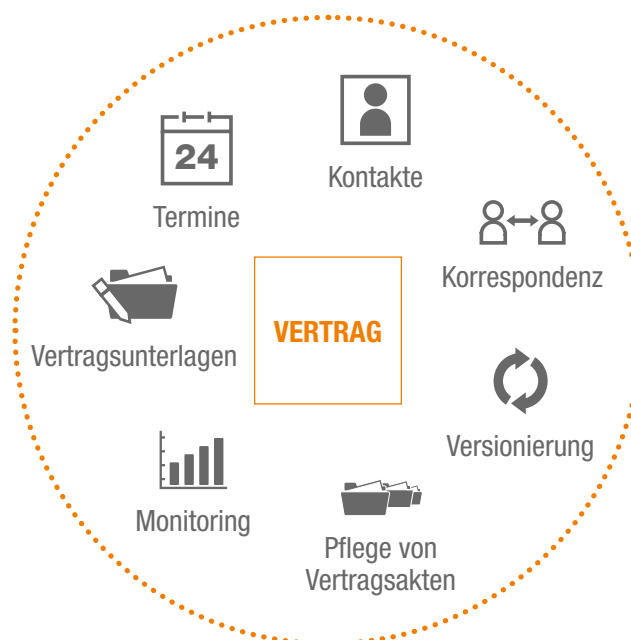 Kontakte
24
Termine
Korrespondenz
VERTRAG
Vertragsunterlagen
Versionierung
Monitoring
Pflege von
Vertragsakten